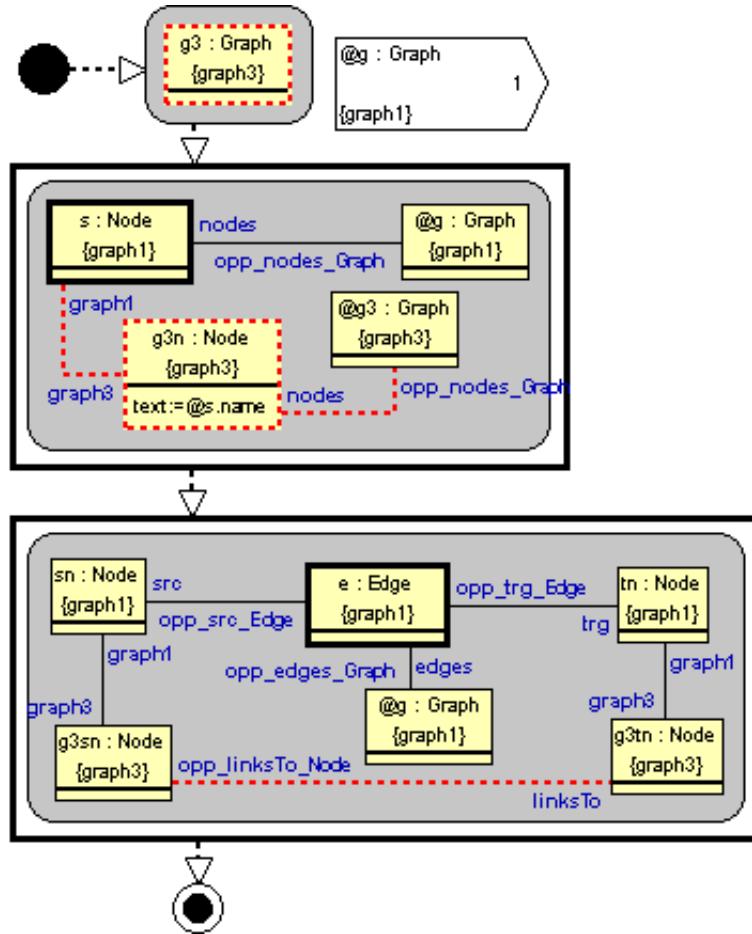 g3 : Graph
{graph3}
@g : Graph
1
{graph1}
s : Node
{graph1}
nodes
opp_nodes_Graph
@g : Graph
{graph1}
graph1
@g3 : Graph
{graph3}
g3n : Node
{graph3}
text:=@s.name
graph3
nodes
opp_nodes_Graph
sn : Node
{graph1}
src
opp_src_Edge
e : Edge
{graph1}
opp_trg_Edge
trg
tn : Node
{graph1}
graph1
opp_edges_Graph
edges
graph1
graph3
@g : Graph
{graph1}
graph3
g3sn : Node
{graph3}
opp_linksTo_Node
linksTo
g3tn : Node
{graph3}